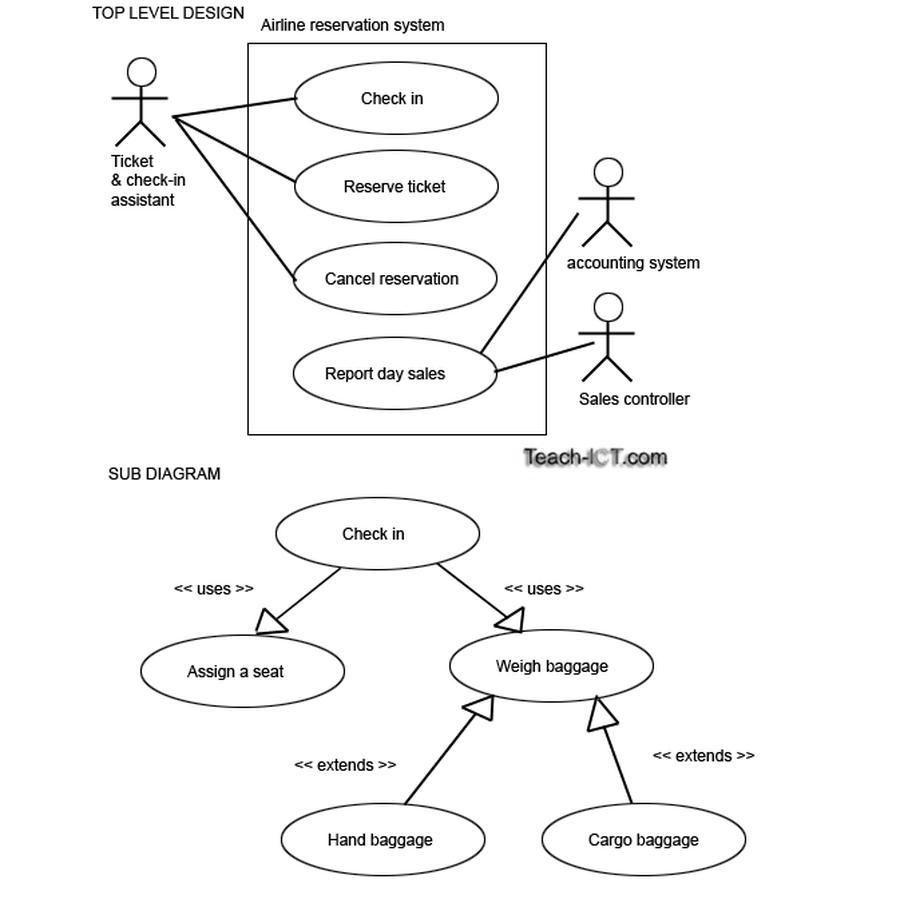 TOP LEVEL DESIGN
Airline reservation system
Check in
Ticket
& check-in
assistant
Reserve ticket
accounting system
Cancel reservation
Report day sales
Sales controller
Teach-ICT.com
SUB DIAGRAM
Check in
<< uses >>
<< uses >>
Assign a seat
Weigh baggage
<< extends >>
<< extends >>
Hand baggage
Cargo baggage